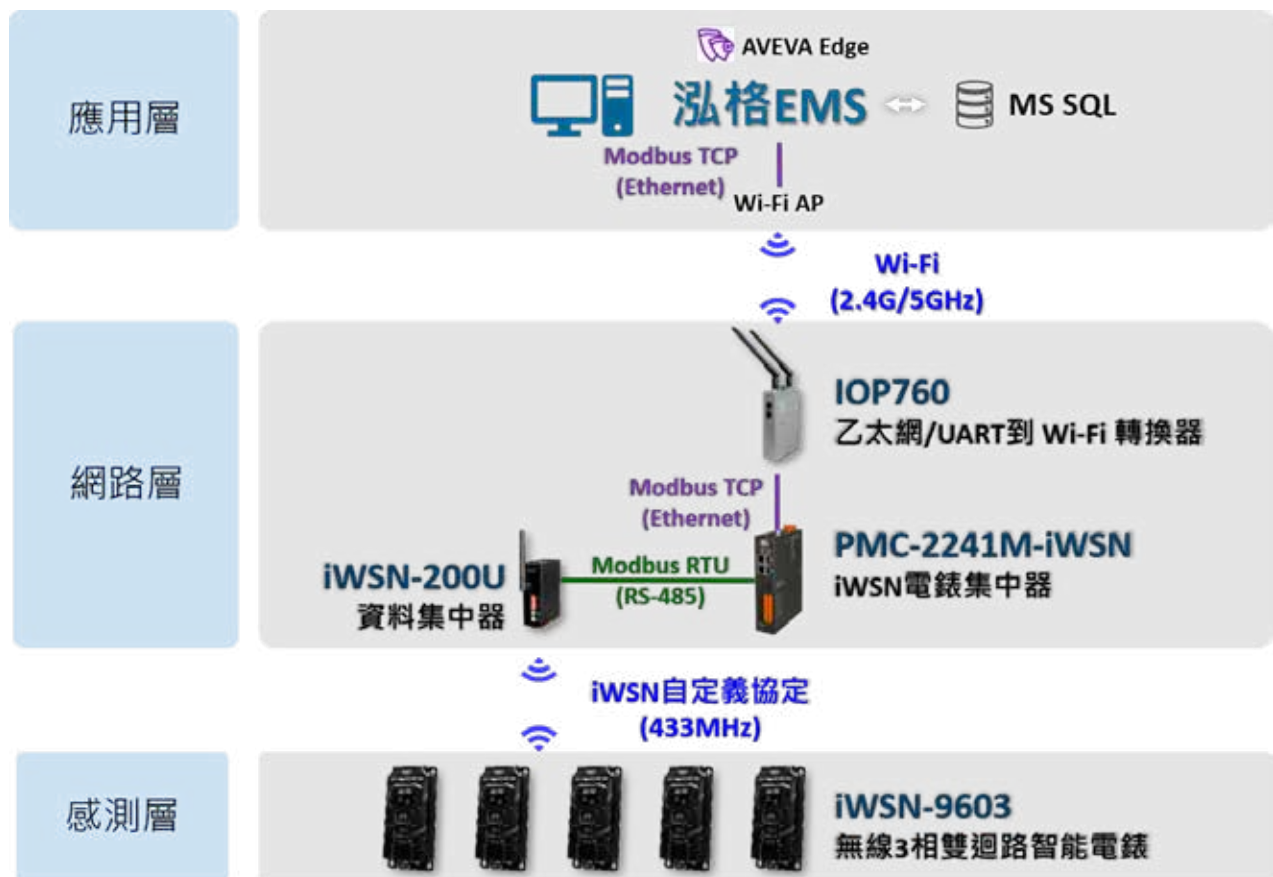 AVEVA Edge
應用層
泓格EMS
MS SQL
Modbus TCP
(Ethernet)
Wi-Fi AP
Wi-Fi
(2.4G/5GHz)
網路層
IOP760
乙太網/UART到 Wi-Fi 轉換器
Modbus TCP
(Ethernet)
PMC-2241M-iWSN
iWSN電錶集中器
iWSN-200U
資料集中器
Modbus RTU
(RS-485)
iWSN自定義協定
(433MHz)
感測層
iWSN-9603
無線3相雙迴路智能電錶